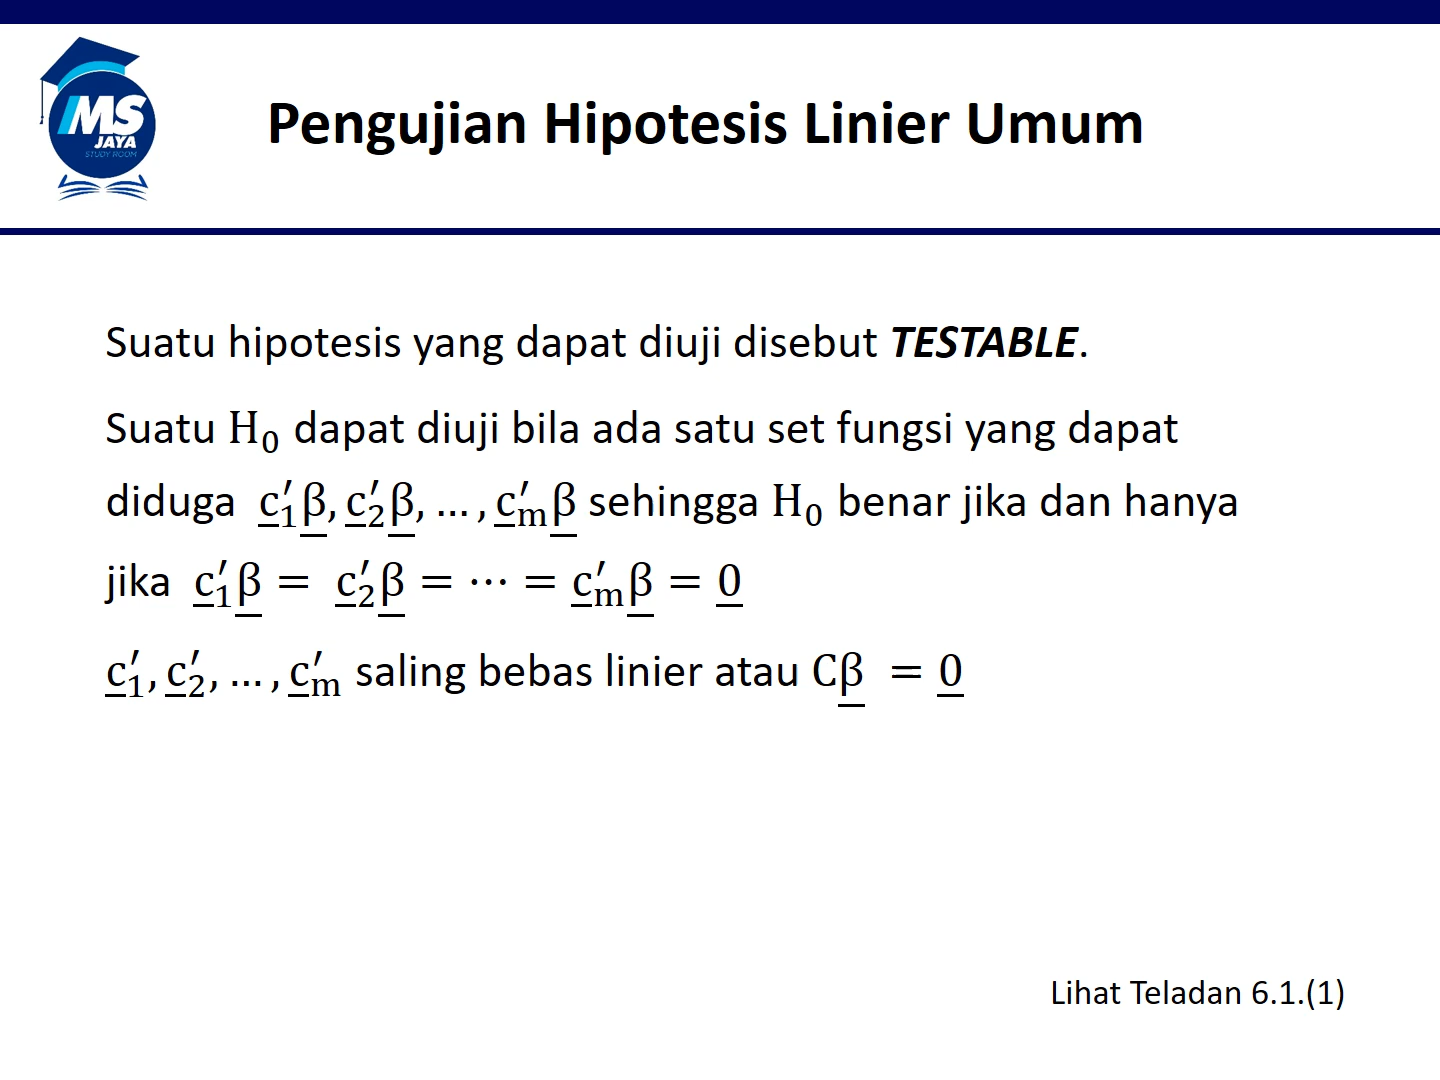 IMS
JAYA
STUDY ROOM
Pengujian Hipotesis Linier Umum
Suatu hipotesis yang dapat diuji disebut TESTABLE.
Suatu H₀ dapat diuji bila ada satu set fungsi yang dapat
diduga c̲′₁β̲, c̲′₂β̲, … , c̲′ₘβ̲ sehingga H₀ benar jika dan hanya
jika c̲′₁β̲ = c̲′₂β̲ = ⋯ = c̲′ₘβ̲ = 0̲
c̲′₁, c̲′₂, … , c̲′ₘ saling bebas linier atau Cβ̲ = 0̲
Lihat Teladan 6.1.(1)